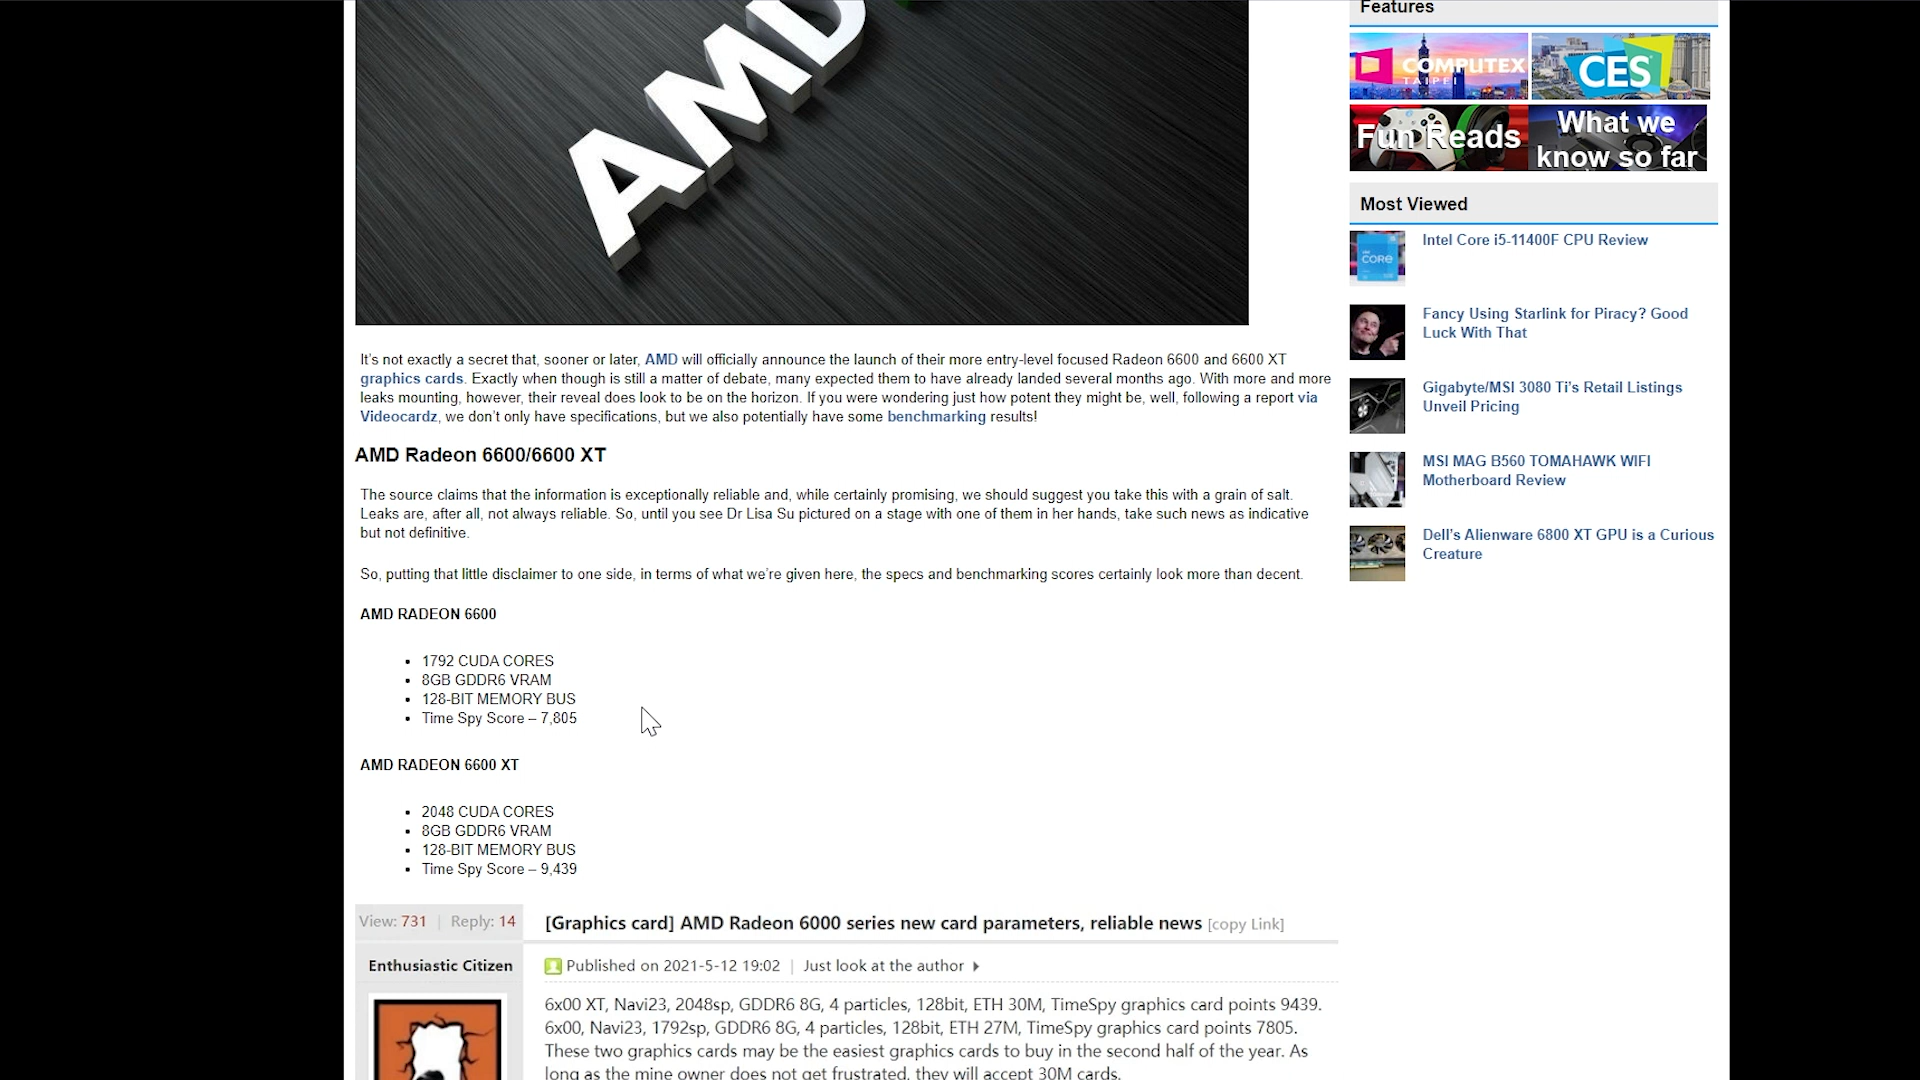 AMD
It’s not exactly a secret that, sooner or later, AMD will officially announce the launch of their more entry-level focused Radeon 6600 and 6600 XT
graphics cards. Exactly when though is still a matter of debate, many expected them to have already landed several months ago. With more and more
leaks mounting, however, their reveal does look to be on the horizon. If you were wondering just how potent they might be, well, following a report via
Videocardz, we don’t only have specifications, but we also potentially have some benchmarking results!
AMD Radeon 6600/6600 XT
The source claims that the information is exceptionally reliable and, while certainly promising, we should suggest you take this with a grain of salt.
Leaks are, after all, not always reliable. So, until you see Dr Lisa Su pictured on a stage with one of them in her hands, take such news as indicative
but not definitive.
So, putting that little disclaimer to one side, in terms of what we’re given here, the specs and benchmarking scores certainly look more than decent.
AMD RADEON 6600
• 1792 CUDA CORES
• 8GB GDDR6 VRAM
• 128-BIT MEMORY BUS
• Time Spy Score – 7,805
AMD RADEON 6600 XT
• 2048 CUDA CORES
• 8GB GDDR6 VRAM
• 128-BIT MEMORY BUS
• Time Spy Score – 9,439
View: 731 | Reply: 14
[Graphics card] AMD Radeon 6000 series new card parameters, reliable news [copy Link]
Enthusiastic Citizen
Published on 2021-5-12 19:02 | Just look at the author
6x00 XT, Navi23, 2048sp, GDDR6 8G, 4 particles, 128bit, ETH 30M, TimeSpy graphics card points 9439.
6x00, Navi23, 1792sp, GDDR6 8G, 4 particles, 128bit, ETH 27M, TimeSpy graphics card points 7805.
These two graphics cards may be the easiest graphics cards to buy in the second half of the year. As
long as the mine owner does not get frustrated, they will accept 30M cards.
Features
COMPUTEX
TAIPEI
CES
Fun Reads
What we
know so far
Most Viewed
CORE
Intel Core i5-11400F CPU Review
Fancy Using Starlink for Piracy? Good
Luck With That
Gigabyte/MSI 3080 Ti’s Retail Listings
Unveil Pricing
MSI MAG B560 TOMAHAWK WIFI
Motherboard Review
Dell’s Alienware 6800 XT GPU is a Curious
Creature